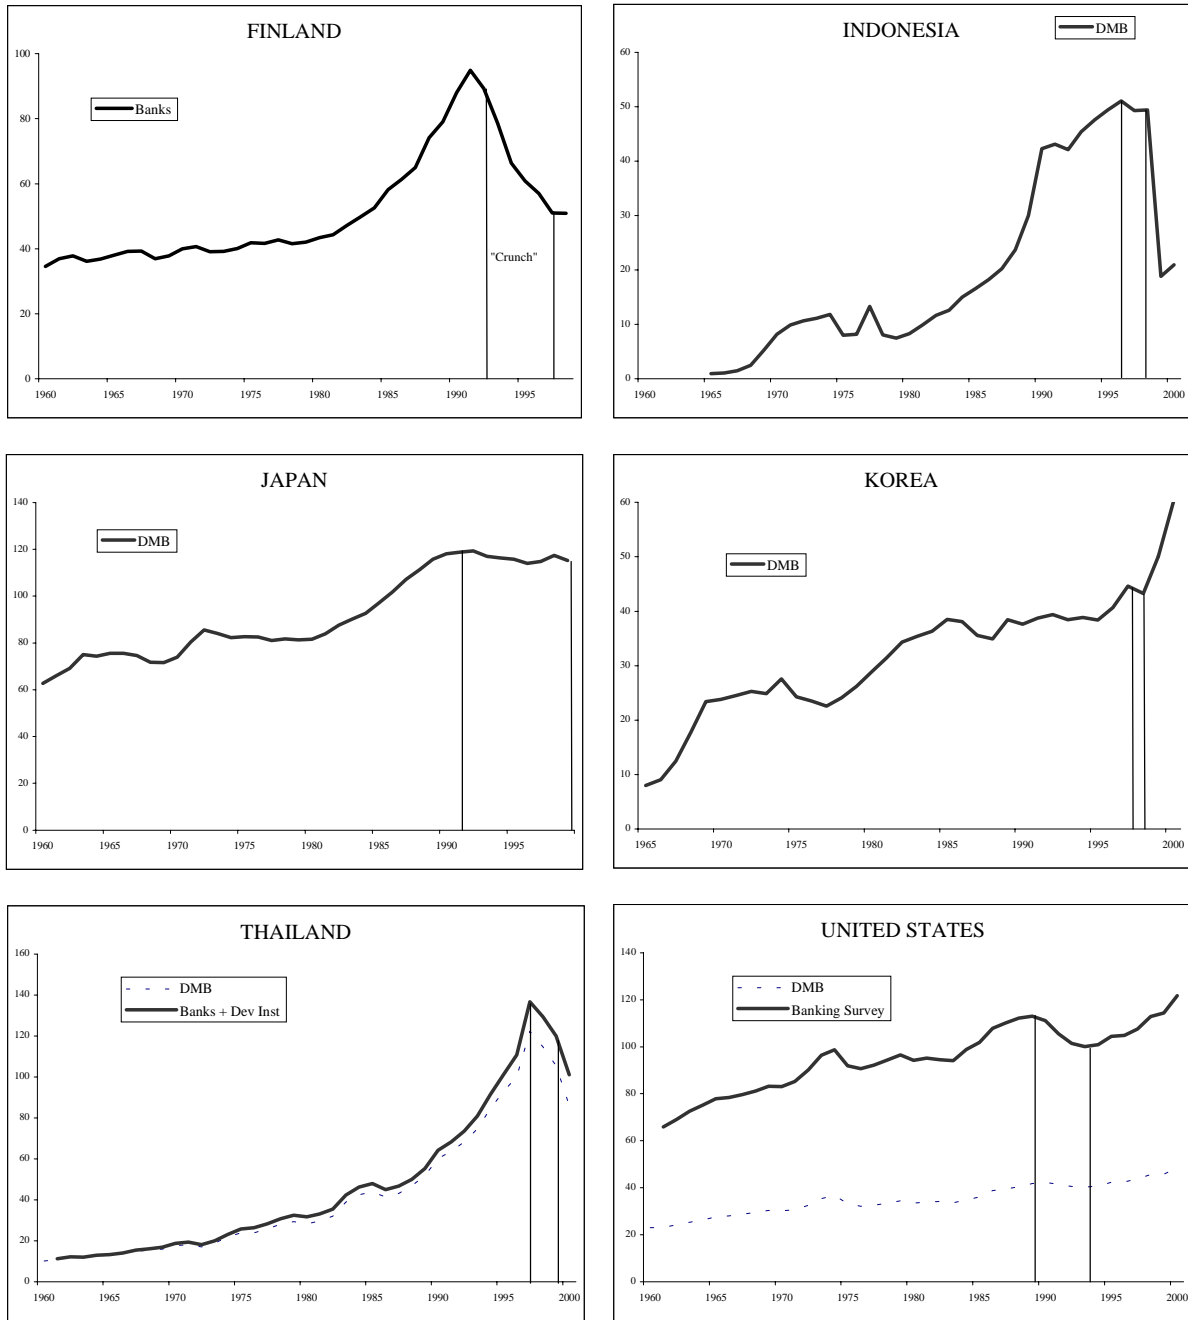 FINLAND
100
80
60
40
20
0
Banks
"Crunch"
1960 1965 1970 1975 1980 1985 1990 1995
INDONESIA
DMB
60
50
40
30
20
10
0
1960 1965 1970 1975 1980 1985 1990 1995 2000
JAPAN
140
120
100
80
60
40
20
0
DMB
1960 1965 1970 1975 1980 1985 1990 1995
KOREA
60
50
40
30
20
10
0
DMB
1965 1970 1975 1980 1985 1990 1995 2000
THAILAND
160
140
120
100
80
60
40
20
0
DMB
Banks + Dev Inst
1960 1965 1970 1975 1980 1985 1990 1995 2000
UNITED STATES
140
120
100
80
60
40
20
0
DMB
Banking Survey
1960 1965 1970 1975 1980 1985 1990 1995 2000